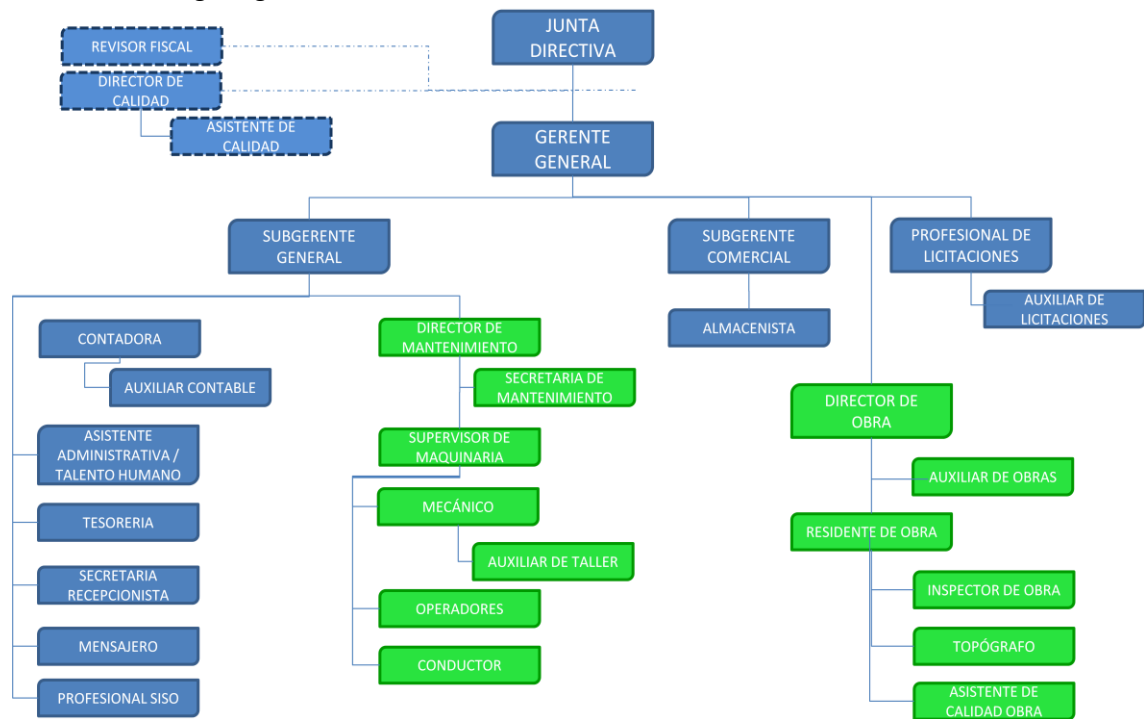 JUNTA
DIRECTIVA
REVISOR FISCAL
DIRECTOR DE
CALIDAD
ASISTENTE DE
CALIDAD
GERENTE
GENERAL
SUBGERENTE
GENERAL
SUBGERENTE
COMERCIAL
PROFESIONAL DE
LICITACIONES
AUXILIAR DE
LICITACIONES
ALMACENISTA
CONTADORA
AUXILIAR CONTABLE
ASISTENTE
ADMINISTRATIVA /
TALENTO HUMANO
TESORERIA
SECRETARIA
RECEPCIONISTA
MENSAJERO
PROFESIONAL SISO
DIRECTOR DE
MANTENIMIENTO
SECRETARIA DE
MANTENIMIENTO
SUPERVISOR DE
MAQUINARIA
MECÁNICO
AUXILIAR DE TALLER
OPERADORES
CONDUCTOR
DIRECTOR DE
OBRA
AUXILIAR DE OBRAS
RESIDENTE DE OBRA
INSPECTOR DE OBRA
TOPÓGRAFO
ASISTENTE DE
CALIDAD OBRA